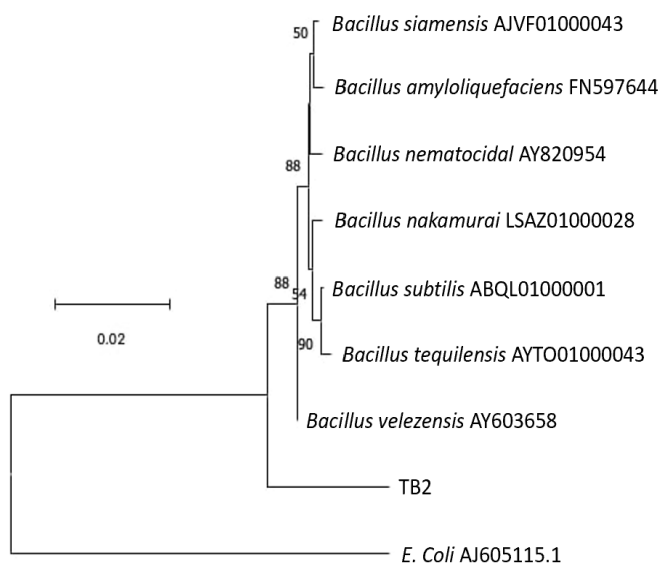 50
Bacillus siamensis AJVF01000043
Bacillus amyloliquefaciens FN597644
Bacillus nematocidal AY820954
88
Bacillus nakamurai LSAZ01000028
88
54
Bacillus subtilis ABQL01000001
0.02
90
Bacillus tequilensis AYTO01000043
Bacillus velezensis AY603658
TB2
E. Coli AJ605115.1